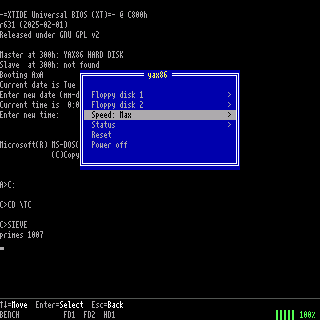 -=XTIDE Universal BIOS (XT)=- @ C800h
r631 (2025-02-01)
Released under GNU GPL v2
Master at 300h: YAX86 HARD DISK
Slave  at 300h: not found
Booting A»A
Current date is Tue
Enter new date (mm-d
Current time is  0:0
Enter new time:
Microsoft(R) MS-DOS(
(C)Copy
yax86
Floppy disk 1 >
Floppy disk 2 >
Speed: Max >
Status >
Reset
Power off
A>C:
C>CD \TC
C>SIEVE
primes 1007
↑↓=Move  Enter=Select  Esc=Back
BENCH FD1 FD2 HD1 100%